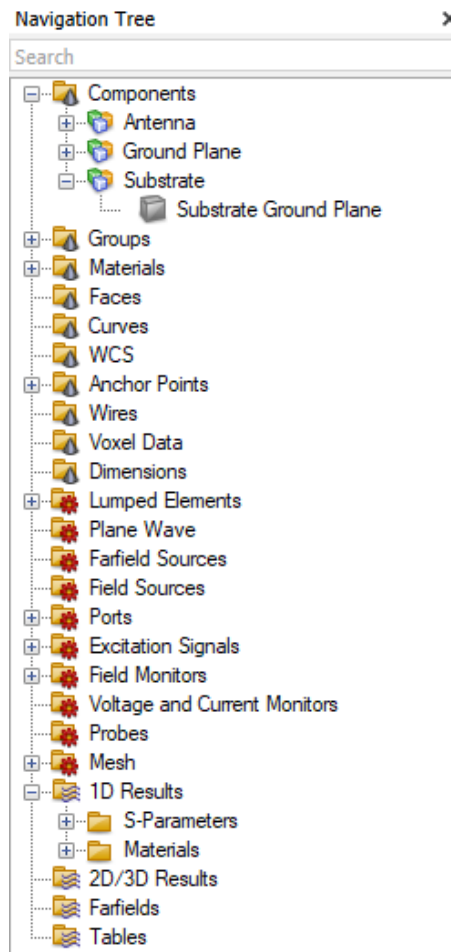 Navigation Tree
Search
Components
Antenna
Ground Plane
Substrate
Substrate Ground Plane
Groups
Materials
Faces
Curves
WCS
Anchor Points
Wires
Voxel Data
Dimensions
Lumped Elements
Plane Wave
Farfield Sources
Field Sources
Ports
Excitation Signals
Field Monitors
Voltage and Current Monitors
Probes
Mesh
1D Results
S-Parameters
Materials
2D/3D Results
Farfields
Tables